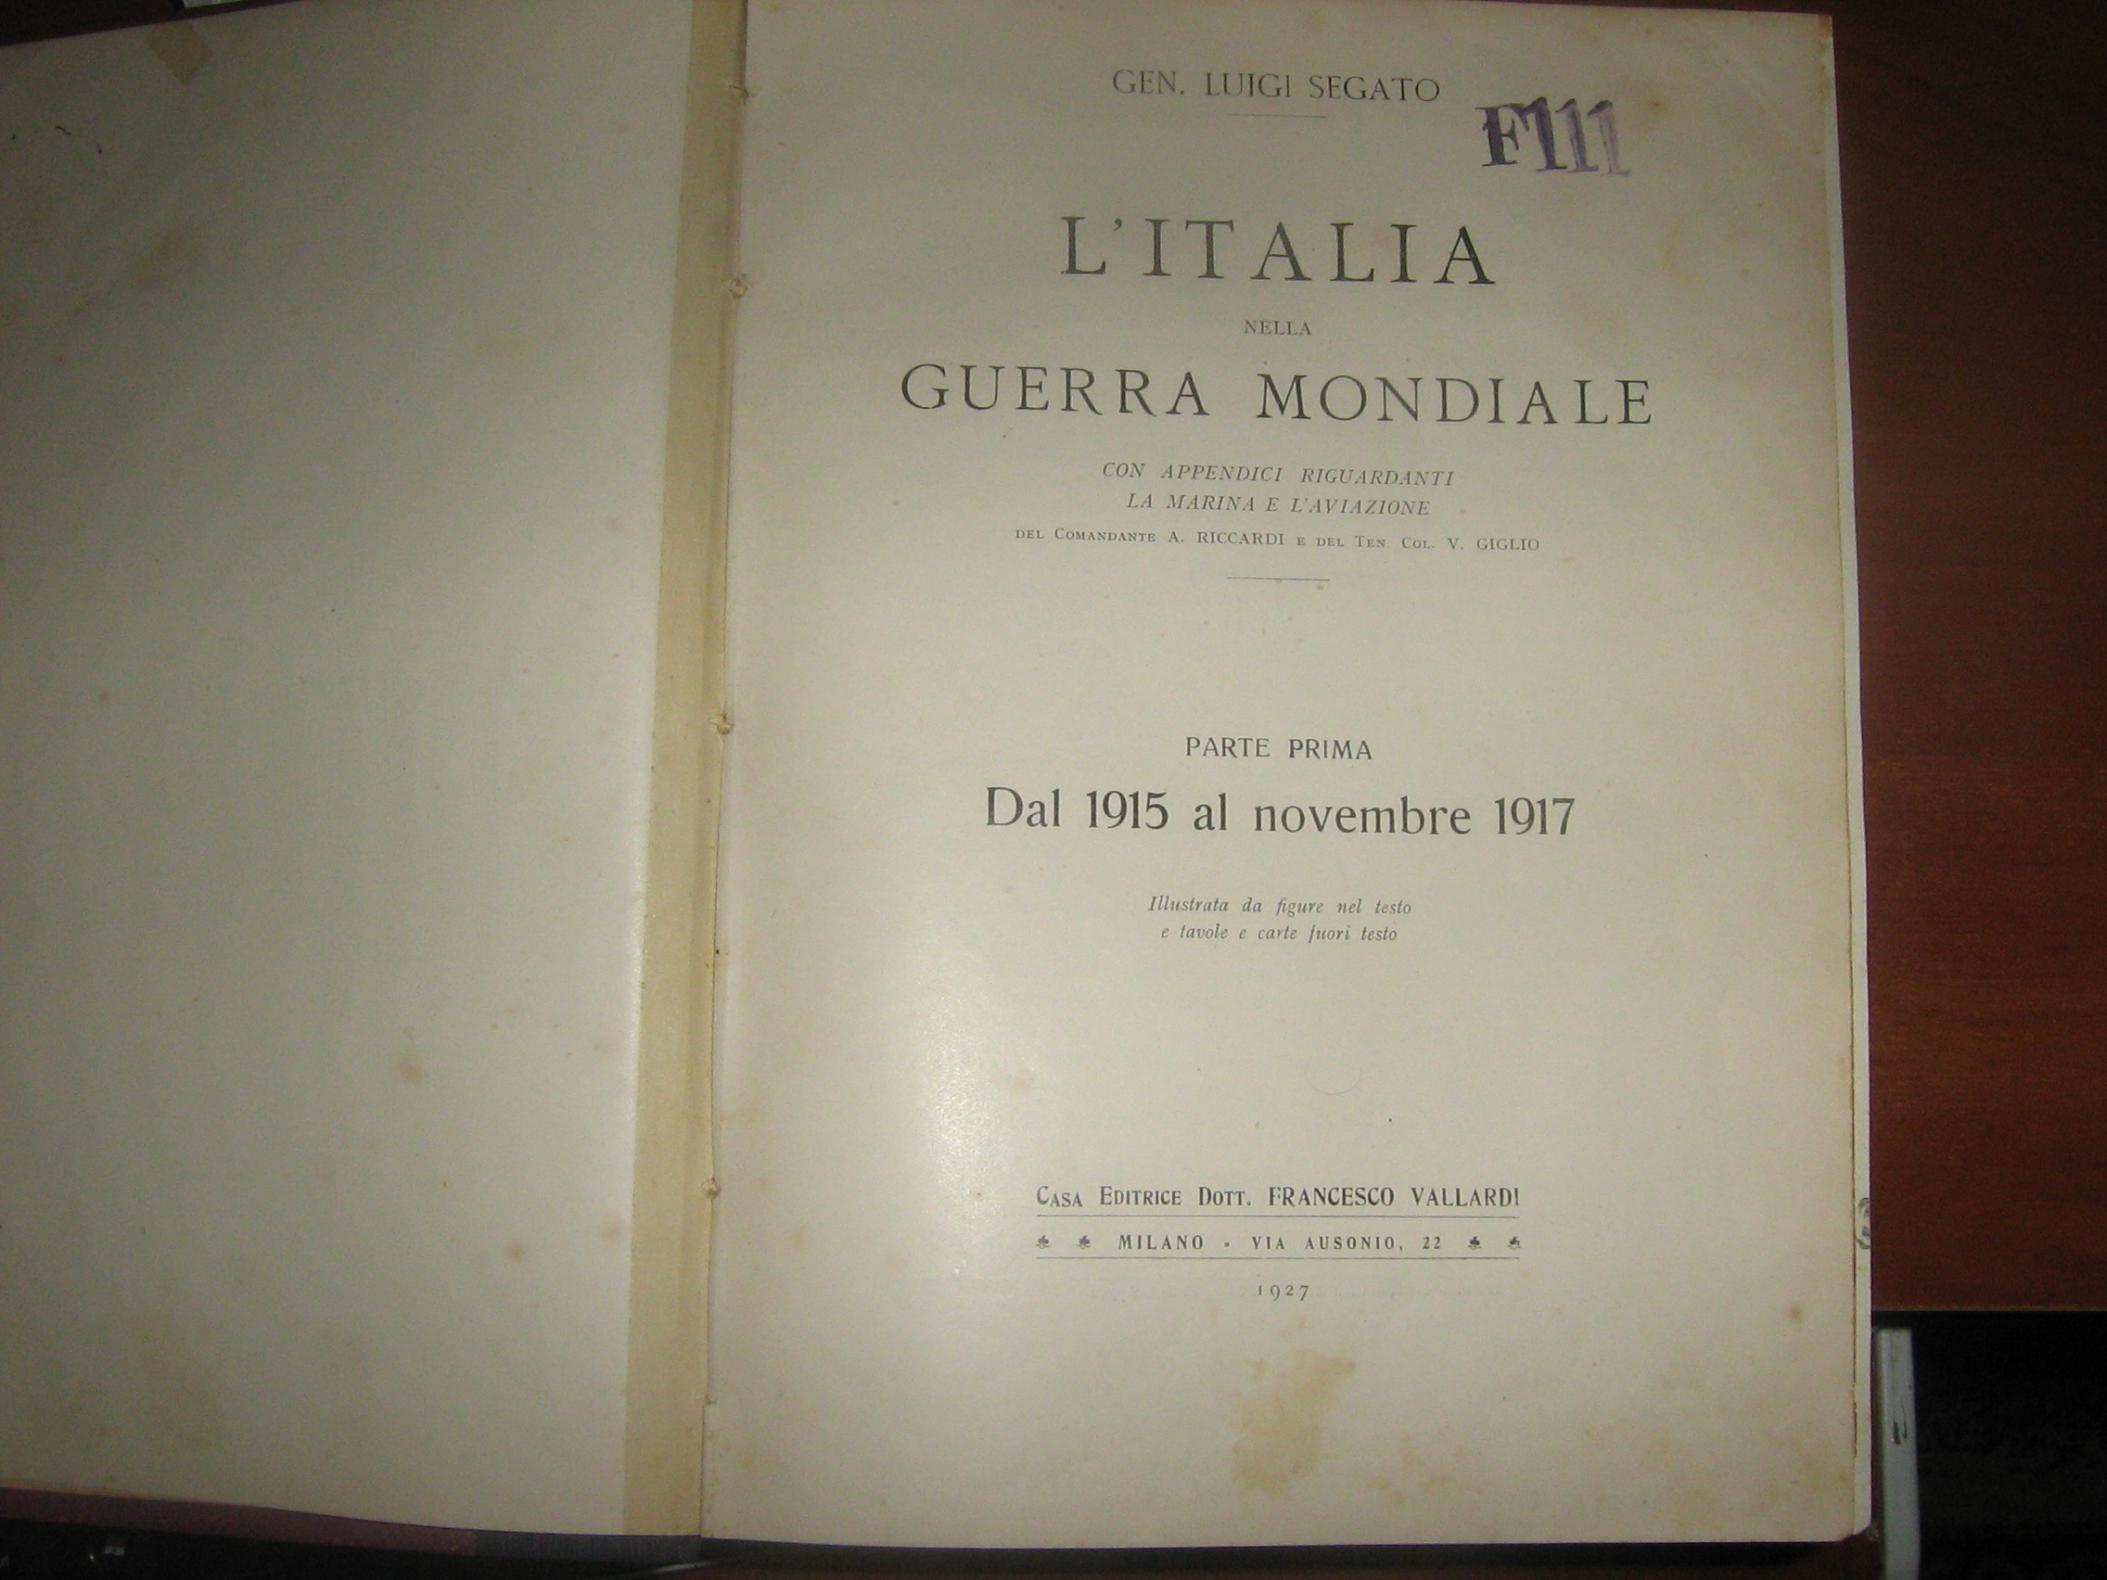 GEN. LUIGI SEGATO
F111
L'ITALIA
NELLA
GUERRA MONDIALE
CON APPENDICI RIGUARDANTI
LA MARINA E L'AVIAZIONE
DEL COMANDANTE A. RICCARDI E DEL TEN. COL. V. GIGLIO
PARTE PRIMA
Dal 1915 al novembre 1917
Illustrata da figure nel testo
e tavole e carte fuori testo
CASA EDITRICE DOTT. FRANCESCO VALLARDI
MILANO - VIA AUSONIO, 22
1927